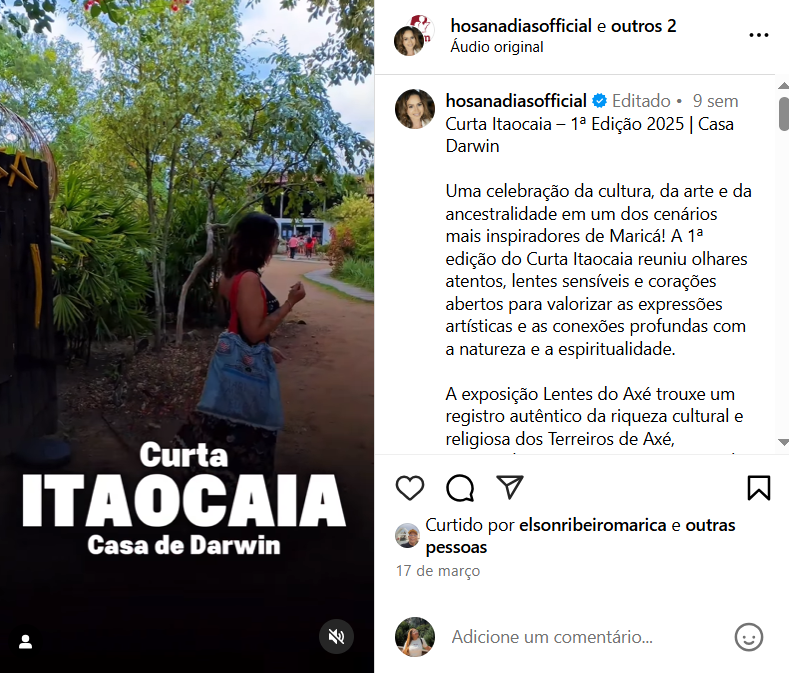 hosanadiasofficial e outros 2
Áudio original
hosanadiasofficial Editado • 9 sem
Curta Itaocaia – 1ª Edição 2025 | Casa
Darwin
Uma celebração da cultura, da arte e da
ancestralidade em um dos cenários
mais inspiradores de Maricá! A 1ª
edição do Curta Itaocaia reuniu olhares
atentos, lentes sensíveis e corações
abertos para valorizar as expressões
artísticas e as conexões profundas com
a natureza e a espiritualidade.
A exposição Lentes do Axé trouxe um
registro autêntico da riqueza cultural e
religiosa dos Terreiros de Axé,
Curta
ITAOCAIA
Casa de Darwin
Curtido por elsonribeiromarica e outras
pessoas
17 de março
Adicione um comentário...